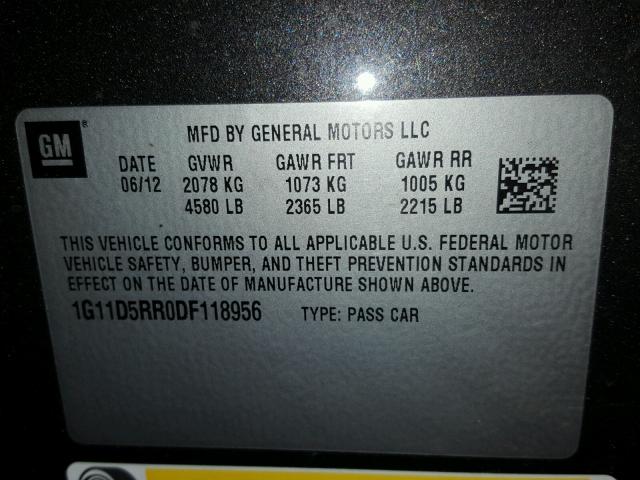 GM®
MFD BY GENERAL MOTORS LLC
DATE GVWR GAWR FRT GAWR RR
06/12 2078 KG 1073 KG 1005 KG
4580 LB 2365 LB 2215 LB
THIS VEHICLE CONFORMS TO ALL APPLICABLE U.S. FEDERAL MOTOR
VEHICLE SAFETY, BUMPER, AND THEFT PREVENTION STANDARDS IN
EFFECT ON THE DATE OF MANUFACTURE SHOWN ABOVE.
1G11D5RR0DF118956 TYPE: PASS CAR